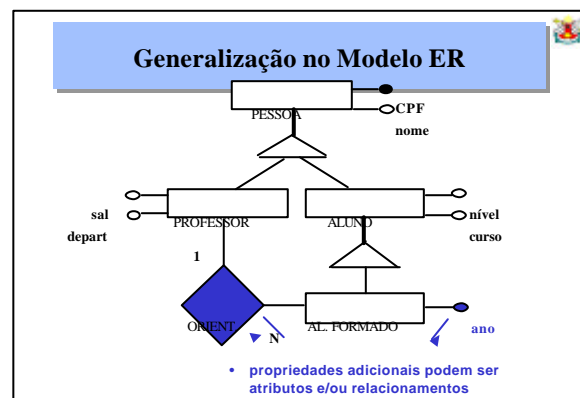 Generalização no Modelo ER
PESSOA
CPF
nome
sal
depart
PROFESSOR
ALUNO
nível
curso
1
ORIENT.
N
AL. FORMADO
ano
• propriedades adicionais podem ser
atributos e/ou relacionamentos